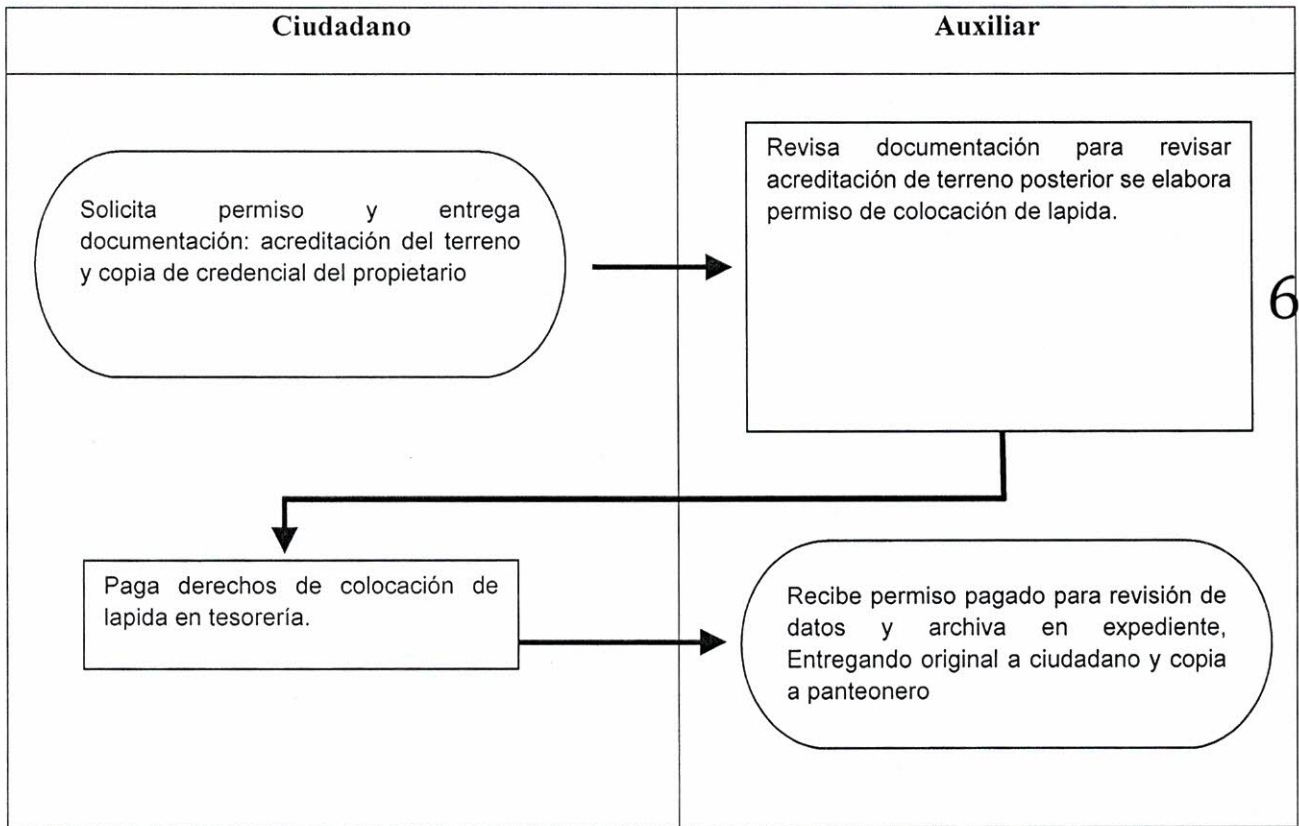 Ciudadano
Auxiliar
Solicita permiso y entrega
documentación: acreditación del terreno
y copia de credencial del propietario
Revisa documentación para revisar
acreditación de terreno posterior se elabora
permiso de colocación de lapida.
6
Paga derechos de colocación de
lapida en tesorería.
Recibe permiso pagado para revisión de
datos y archiva en expediente,
Entregando original a ciudadano y copia
a panteonero